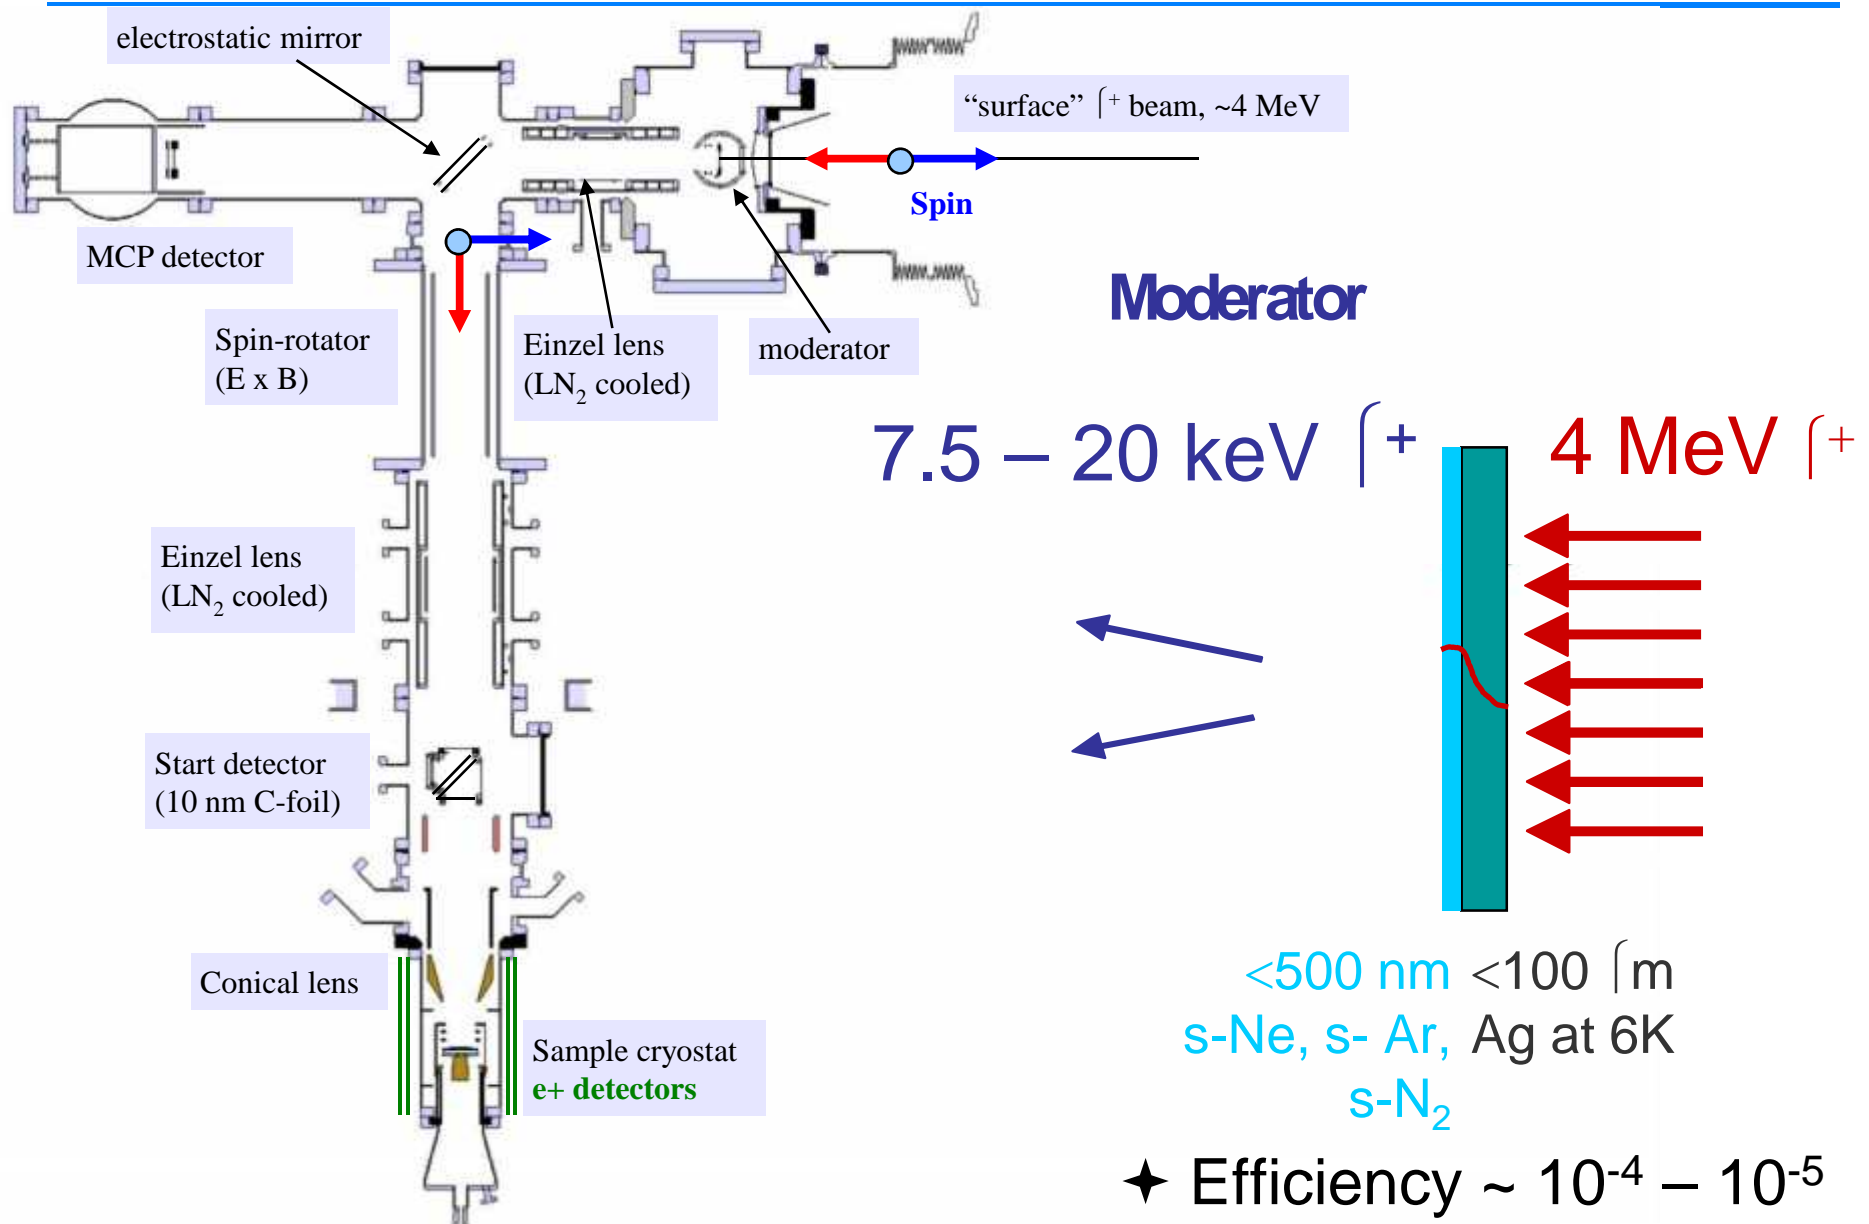 electrostatic mirror
“surface” ⌠⁺ beam, ~4 MeV
Spin
MCP detector
Moderator
Spin-rotator
(E x B)
Einzel lens
(LN₂ cooled)
moderator
7.5 – 20 keV ⌠⁺
4 MeV ⌠⁺
Einzel lens
(LN₂ cooled)
Start detector
(10 nm C-foil)
Conical lens
Sample cryostat
e+ detectors
<500 nm
s-Ne, s- Ar,
s-N₂
<100 ⌠m
Ag at 6K
✦ Efficiency ~ 10⁻⁴ – 10⁻⁵